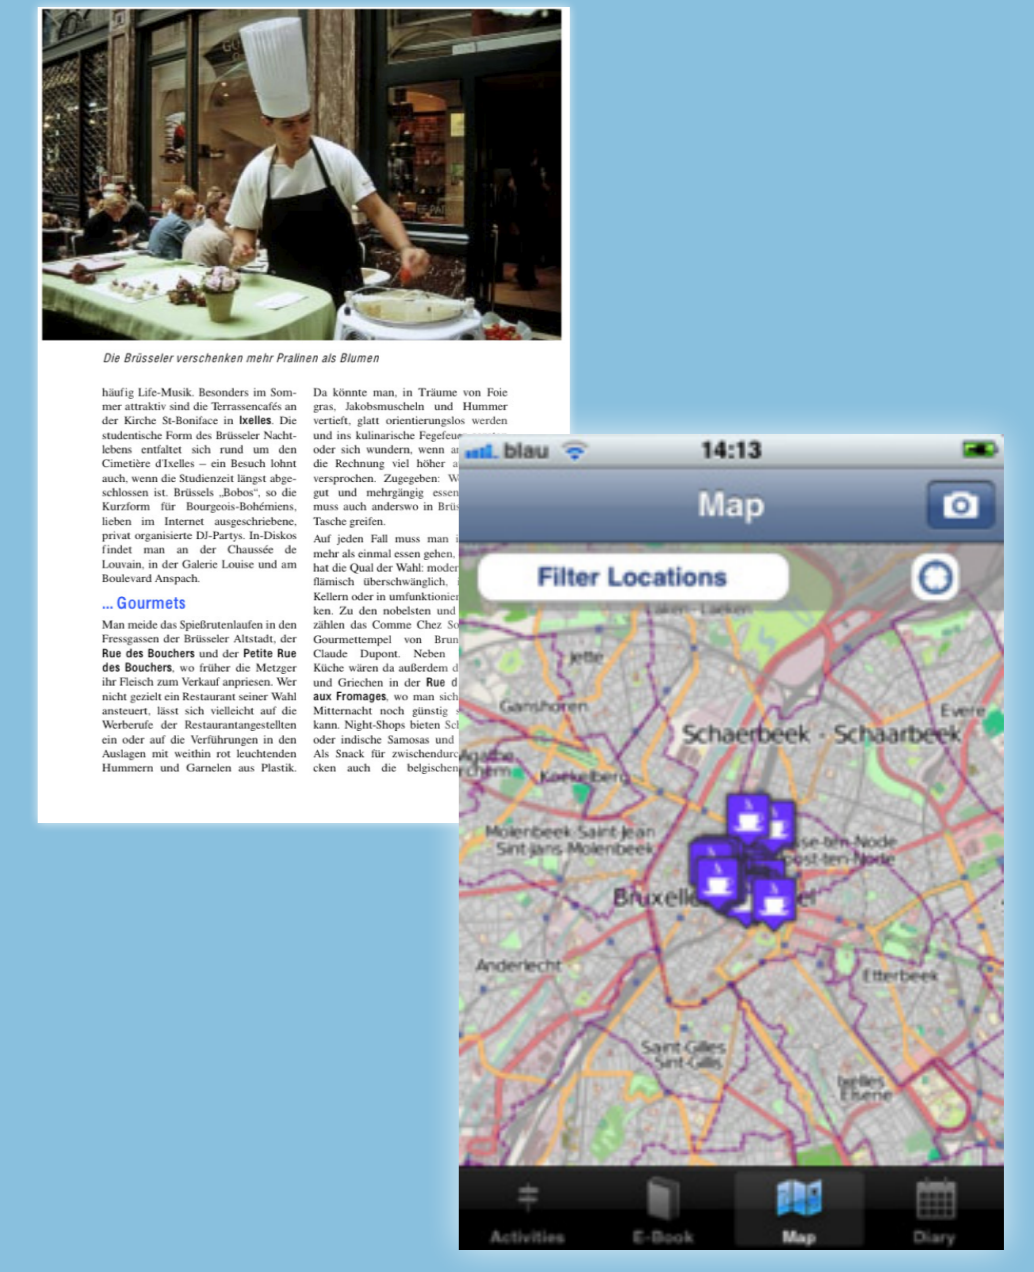 Die Brüsseler verschenken mehr Pralinen als Blumen
häufig Life-Musik. Besonders im Som-
mer attraktiv sind die Terrassencafés an
der Kirche St-Boniface in Ixelles. Die
studentische Form des Brüsseler Nacht-
lebens entfaltet sich rund um den
Cimetière d'Ixelles – ein Besuch lohnt
auch, wenn die Studienzeit längst abge-
schlossen ist. Brüssels „Bobos“, so die
Kurzform für Bourgeois-Bohémiens,
lieben im Internet ausgeschriebene,
privat organisierte DJ-Partys. In-Diskos
findet man an der Chaussée de
Louvain, in der Galerie Louise und am
Boulevard Anspach.
... Gourmets
Man meide das Spießrutenlaufen in den
Fressgassen der Brüsseler Altstadt, der
Rue des Bouchers und der Petite Rue
des Bouchers, wo früher die Metzger
ihr Fleisch zum Verkauf anpriesen. Wer
nicht gezielt ein Restaurant seiner Wahl
ansteuert, lässt sich vielleicht auf die
Werberufe der Restaurantangestellten
ein oder auf die Verführungen in den
Auslagen mit weithin rot leuchtenden
Hummern und Garnelen aus Plastik.
Da könnte man, in Träume von Foie
gras, Jakobsmuscheln und Hummer
vertieft, glatt orientierungslos werden
und ins kulinarische
oder sich wundern, wenn
die Rechnung viel höher
versprochen. Zugegeben:
gut und mehrgängig essen
muss auch anderswo in
Tasche greifen.
Auf jeden Fall muss man
mehr als einmal essen gehen,
hat die Qual der Wahl:
flämisch überschwänglich,
Kellern oder in
ken. Zu den nobelsten und
zählen das Comme Chez
Gourmettempel von
Claude Dupont. Neben
Küche wären da außerdem
und Griechen in der Rue
aux Fromages, wo man sich
Mitternacht noch günstig
kann. Night-Shops bieten
oder indische Samosas und
Als Snack für
cken auch die belgischen
blau 14:13
Map
Filter Locations
Laken - Laeken
Jette
Ganshoren
Evere
Schaerbeek - Schaarbeek
Koekelberg
Molenbeek-Saint-Jean
- Sint-Jans-Molenbeek
Anderlecht
Etterbeek
Saint-Gilles
- Sint-Gillis
Ixelles
Elsene
Activities E-Book Map Diary